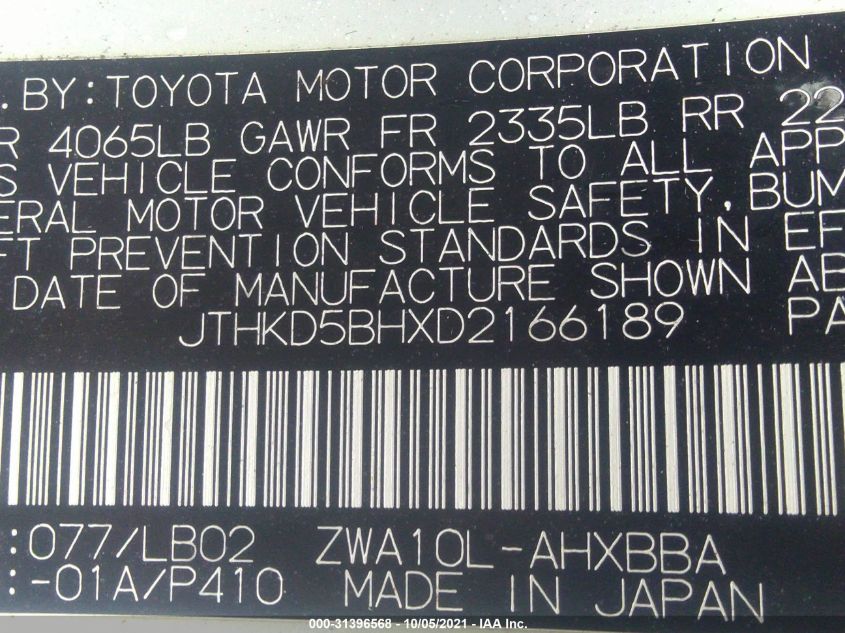 . BY: TOYOTA MOTOR CORPORATION
R 4065LB GAWR FR 2335LB RR 22
S VEHICLE CONFORMS TO ALL APP
ERAL MOTOR VEHICLE SAFETY, BUM
FT PREVENTION STANDARDS IN EF
DATE OF MANUFACTURE SHOWN AB
JTHKD5BHXD2166189 PA
:077/LB02 ZWA10L-AHXBBA
:-01A/P410 MADE IN JAPAN
000-31396568 - 10/05/2021 - IAA Inc.